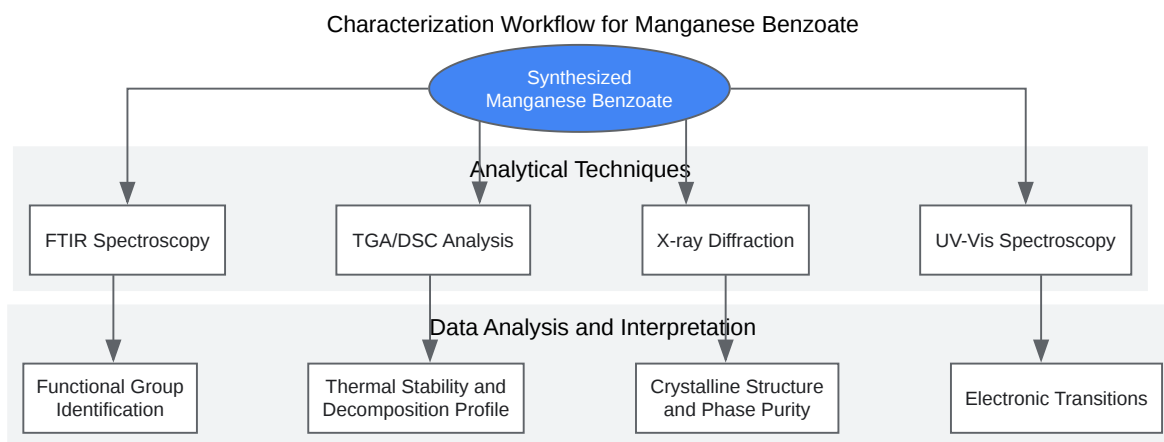 Characterization Workflow for Manganese Benzoate
Synthesized
Manganese Benzoate
Analytical Techniques
FTIR Spectroscopy
TGA/DSC Analysis
X-ray Diffraction
UV-Vis Spectroscopy
Data Analysis and Interpretation
Functional Group
Identification
Thermal Stability and
Decomposition Profile
Crystalline Structure
and Phase Purity
Electronic Transitions